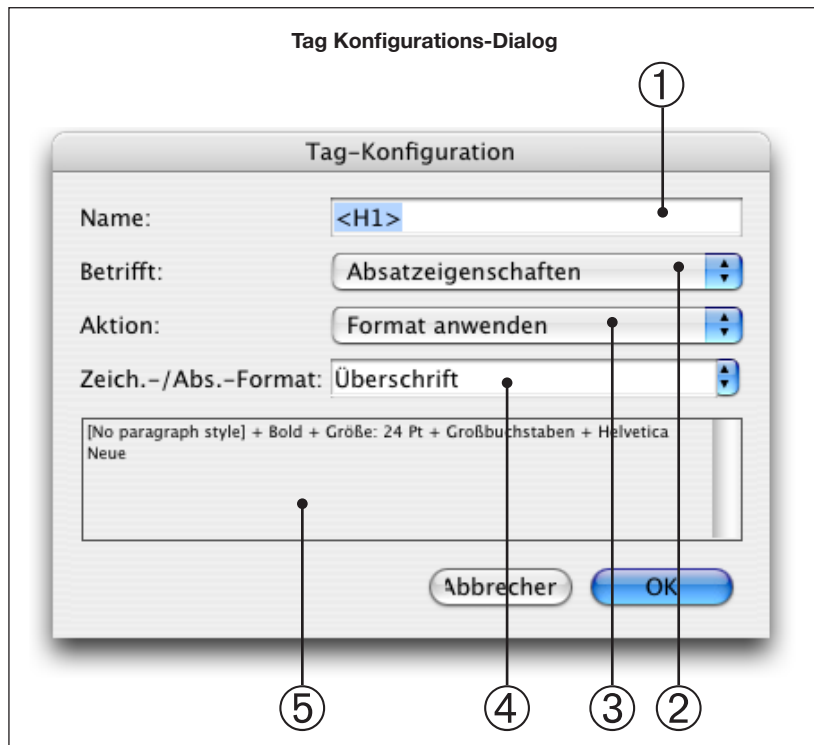 Tag Konfigurations-Dialog
①
Tag-Konfiguration
Name: <H1>
Betrifft: Absatzeigenschaften
Aktion: Format anwenden
Zeich.-/Abs.-Format: Überschrift
[No paragraph style] + Bold + Größe: 24 Pt + Großbuchstaben + Helvetica
Neue
Abbrecher OK
⑤ ④ ③ ②